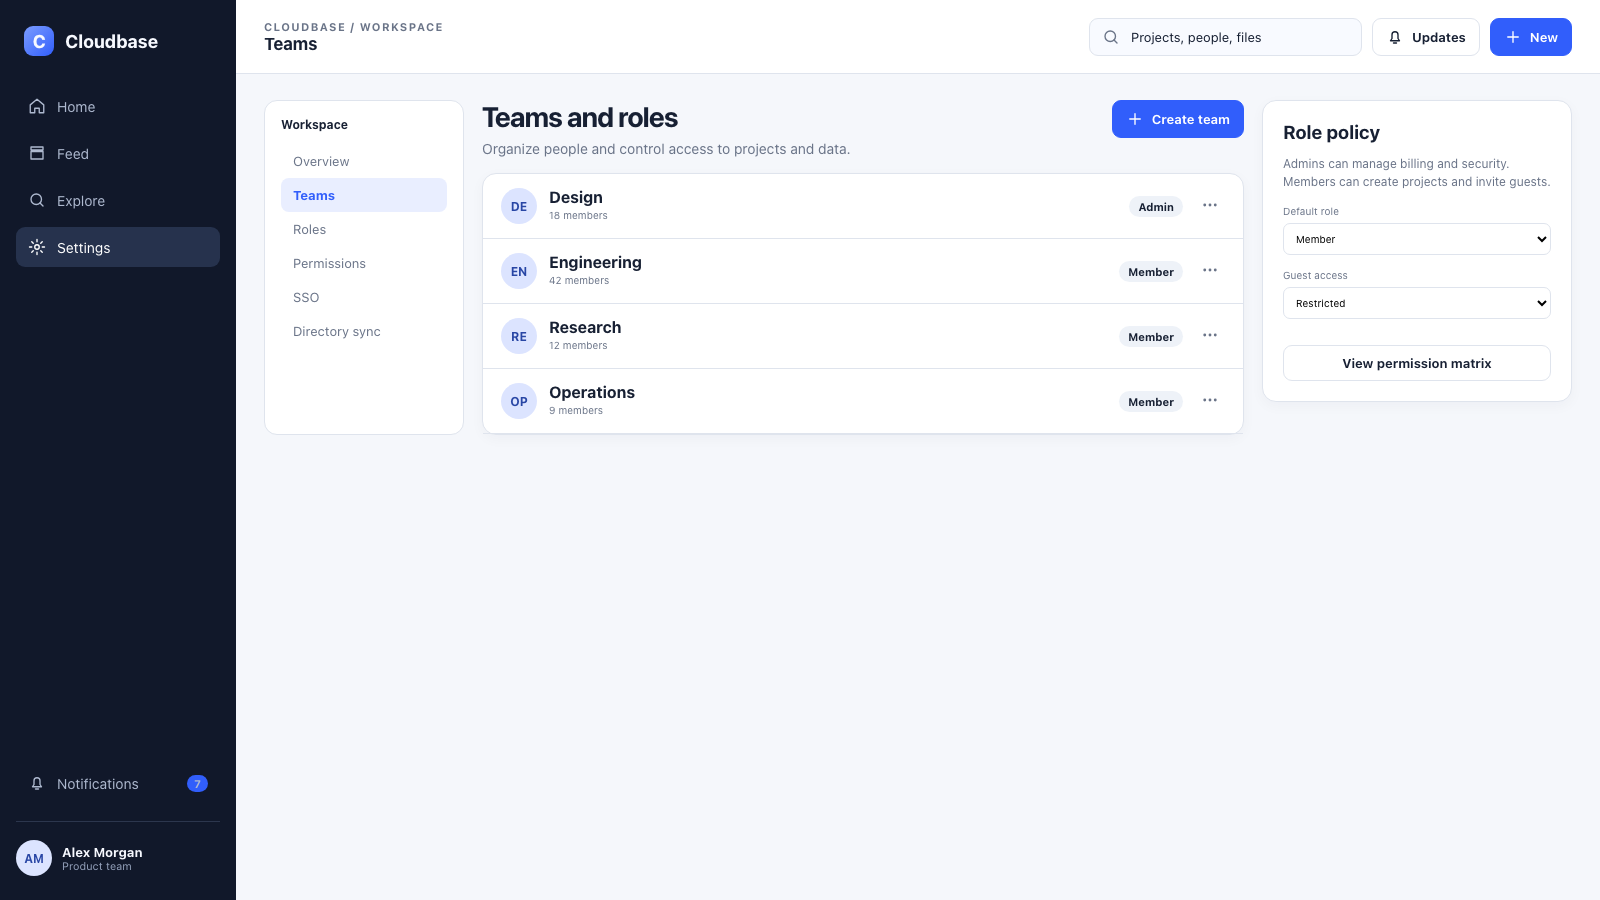 C Cloudbase
Home
Feed
Explore
Settings
Notifications 7
AM
Alex Morgan
Product team
CLOUDBASE / WORKSPACE
Teams
Projects, people, files
Updates
New
Workspace
Overview
Teams
Roles
Permissions
SSO
Directory sync
Teams and roles
Organize people and control access to projects and data.
Create team
DE
Design
18 members
Admin
EN
Engineering
42 members
Member
RE
Research
12 members
Member
OP
Operations
9 members
Member
Role policy
Admins can manage billing and security.
Members can create projects and invite guests.
Default role
Member
Guest access
Restricted
View permission matrix